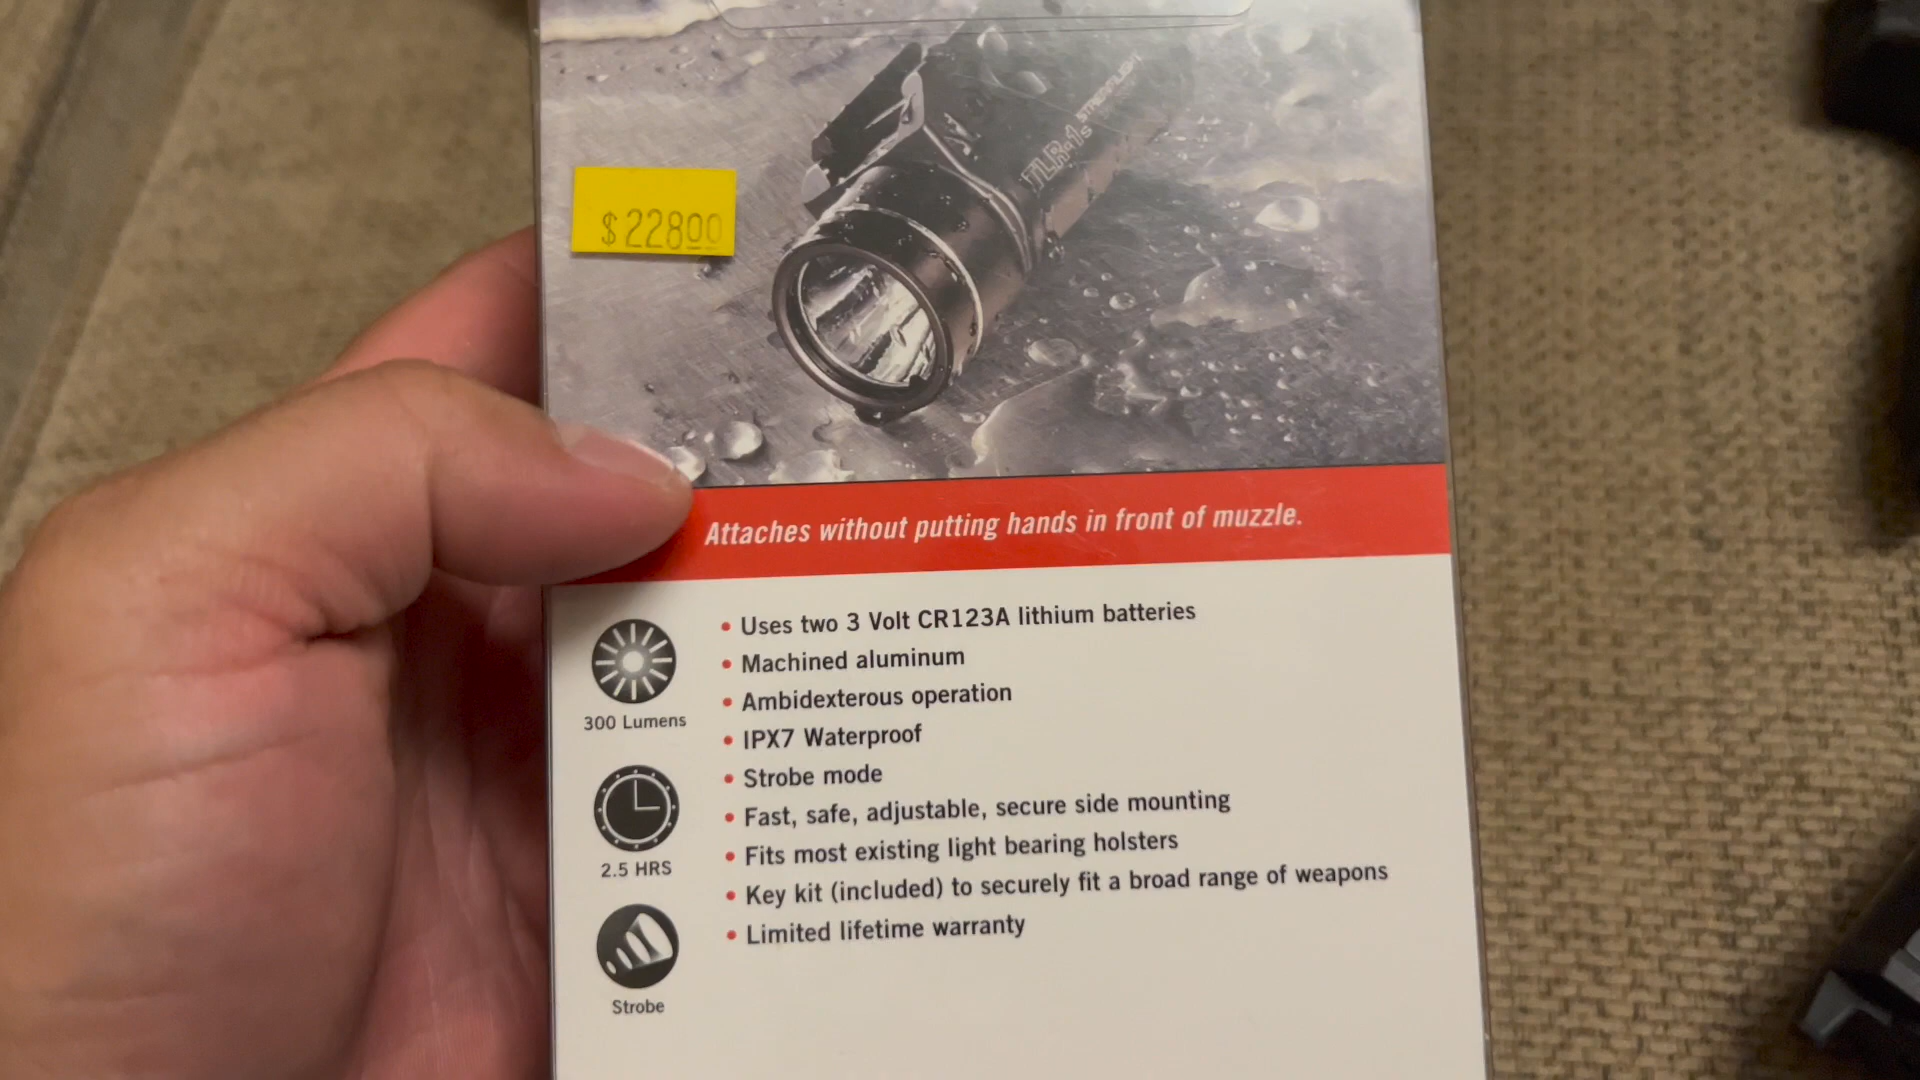 TLR-1s STREAMLIGHT
$22800
Attaches without putting hands in front of muzzle.
• Uses two 3 Volt CR123A lithium batteries
• Machined aluminum
• Ambidexterous operation
• IPX7 Waterproof
• Strobe mode
• Fast, safe, adjustable, secure side mounting
• Fits most existing light bearing holsters
• Key kit (included) to securely fit a broad range of weapons
• Limited lifetime warranty
300 Lumens
2.5 HRS
Strobe